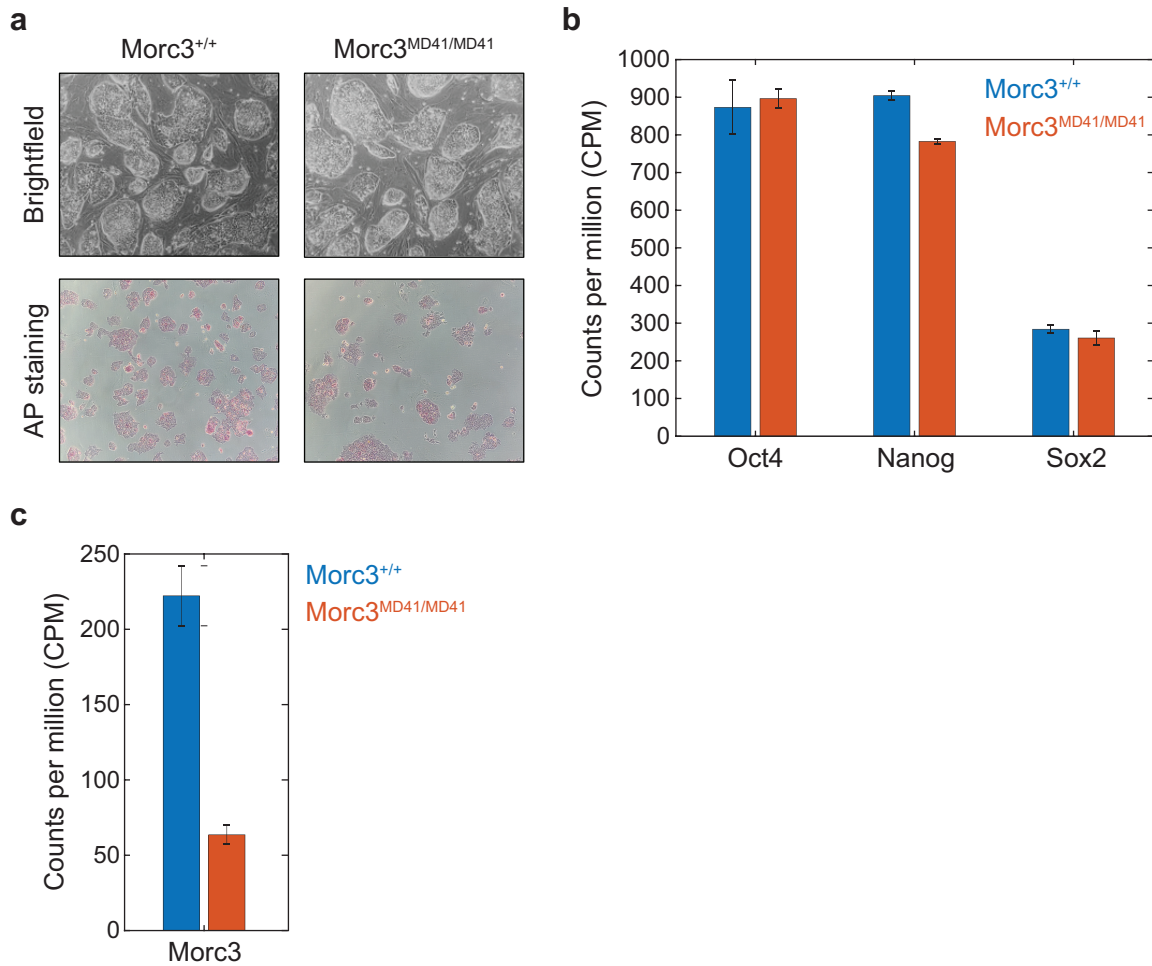 a
Morc3+/+
Morc3MD41/MD41
Brightfield
AP staining
b
Counts per million (CPM)
1000
900
800
700
600
500
400
300
200
100
0
Morc3+/+
Morc3MD41/MD41
Oct4
Nanog
Sox2
c
Counts per million (CPM)
250
200
150
100
50
0
Morc3+/+
Morc3MD41/MD41
Morc3